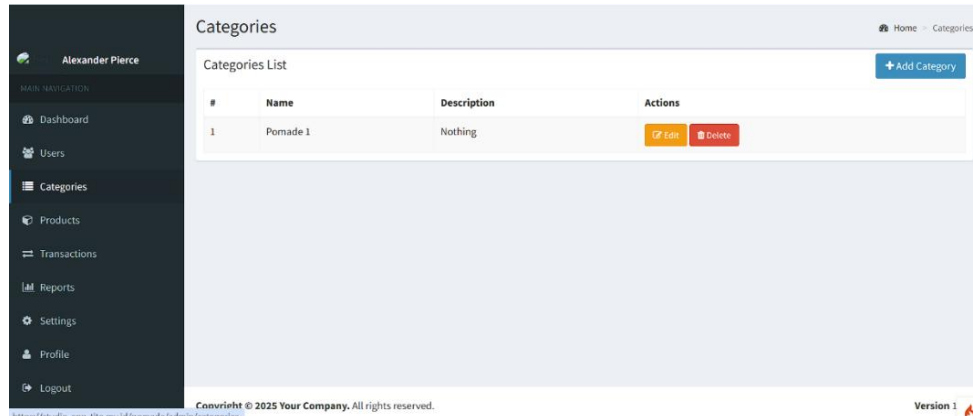 Categories
Home > Categories
Alexander Pierce
MAIN NAVIGATION
Dashboard
Users
Categories
Products
Transactions
Reports
Settings
Profile
Logout
Categories List
Add Category
# Name Description Actions
1 Pomade 1 Nothing Edit Delete
Copyright © 2025 Your Company. All rights reserved.
Version 1